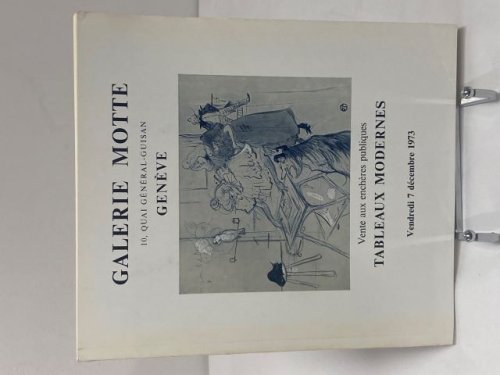 GALERIE MOTTE
10, QUAI GÉNÉRAL-GUISAN
GENÈVE
Vente aux enchères publiques
TABLEAUX MODERNES
Vendredi 7 décembre 1973